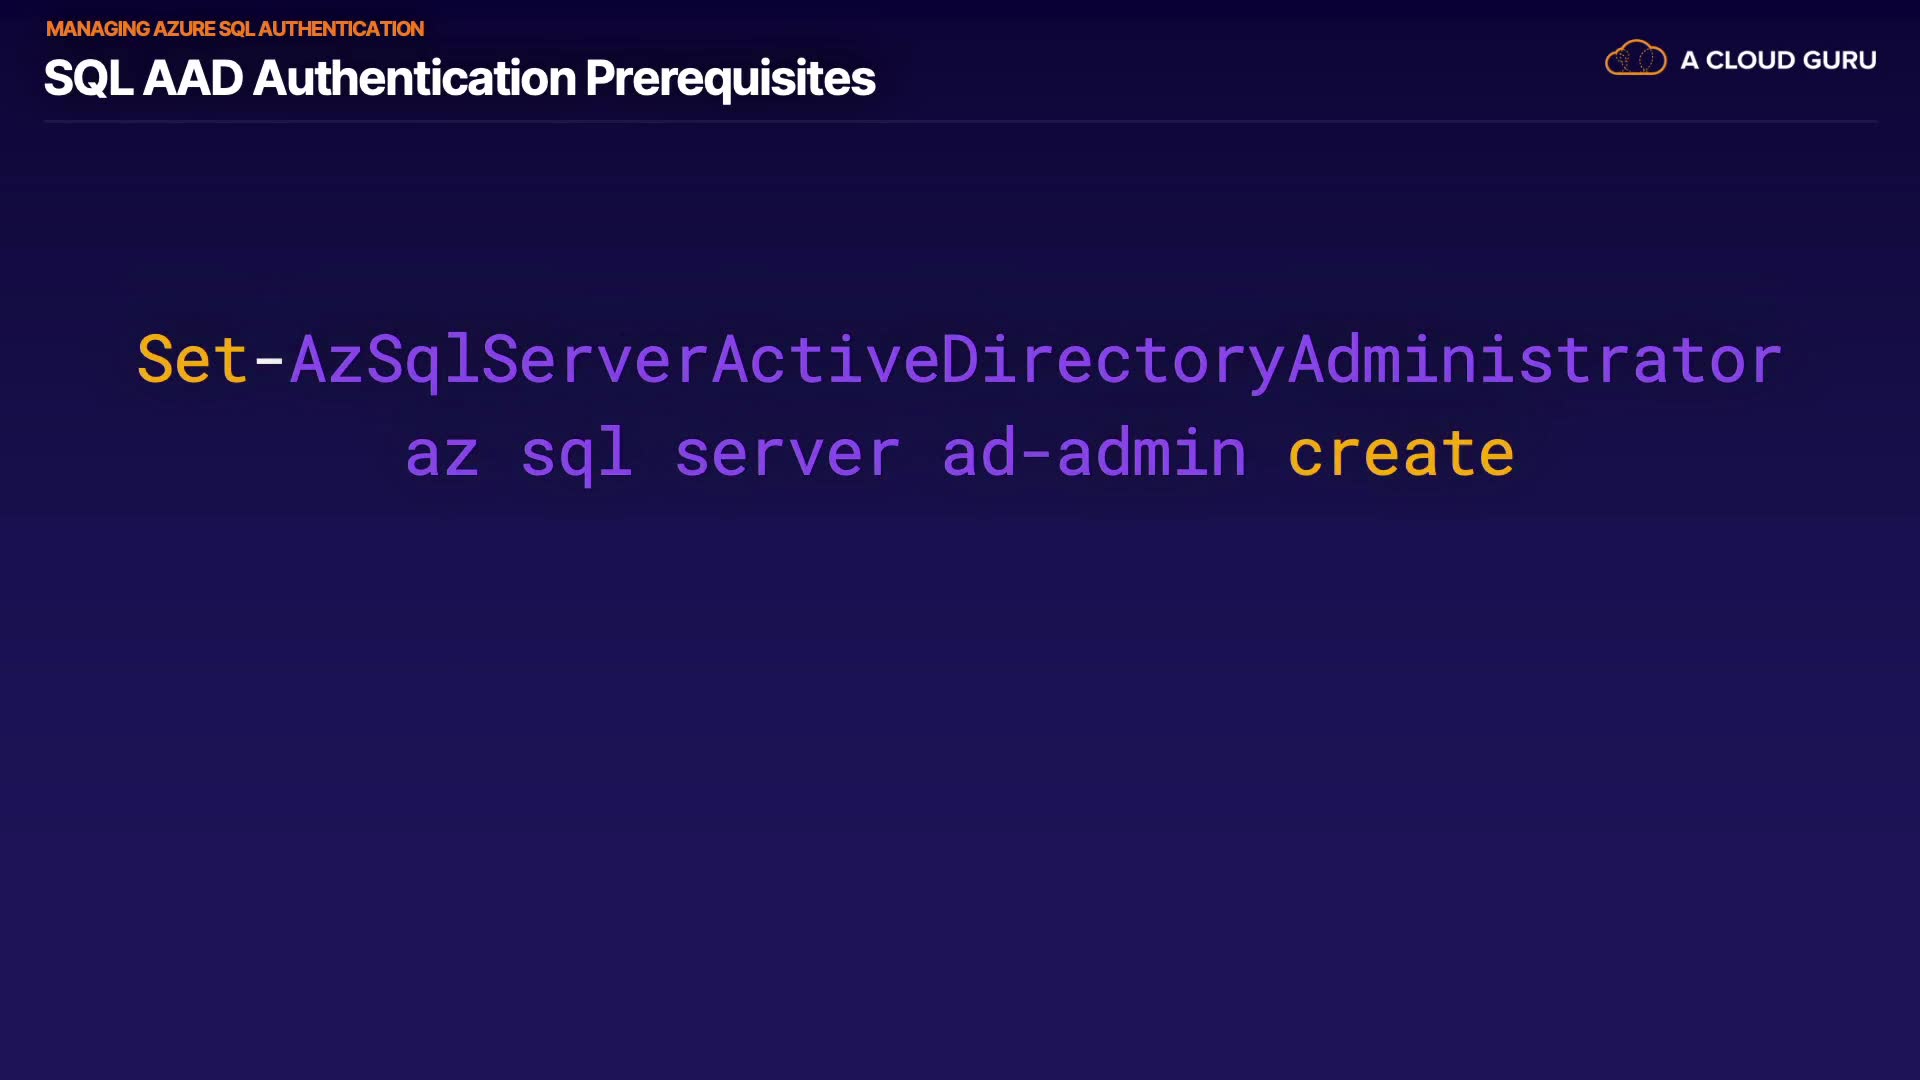 MANAGING AZURE SQL AUTHENTICATION
SQL AAD Authentication Prerequisites
A CLOUD GURU
Set-AzSqlServerActiveDirectoryAdministrator
az sql server ad-admin create